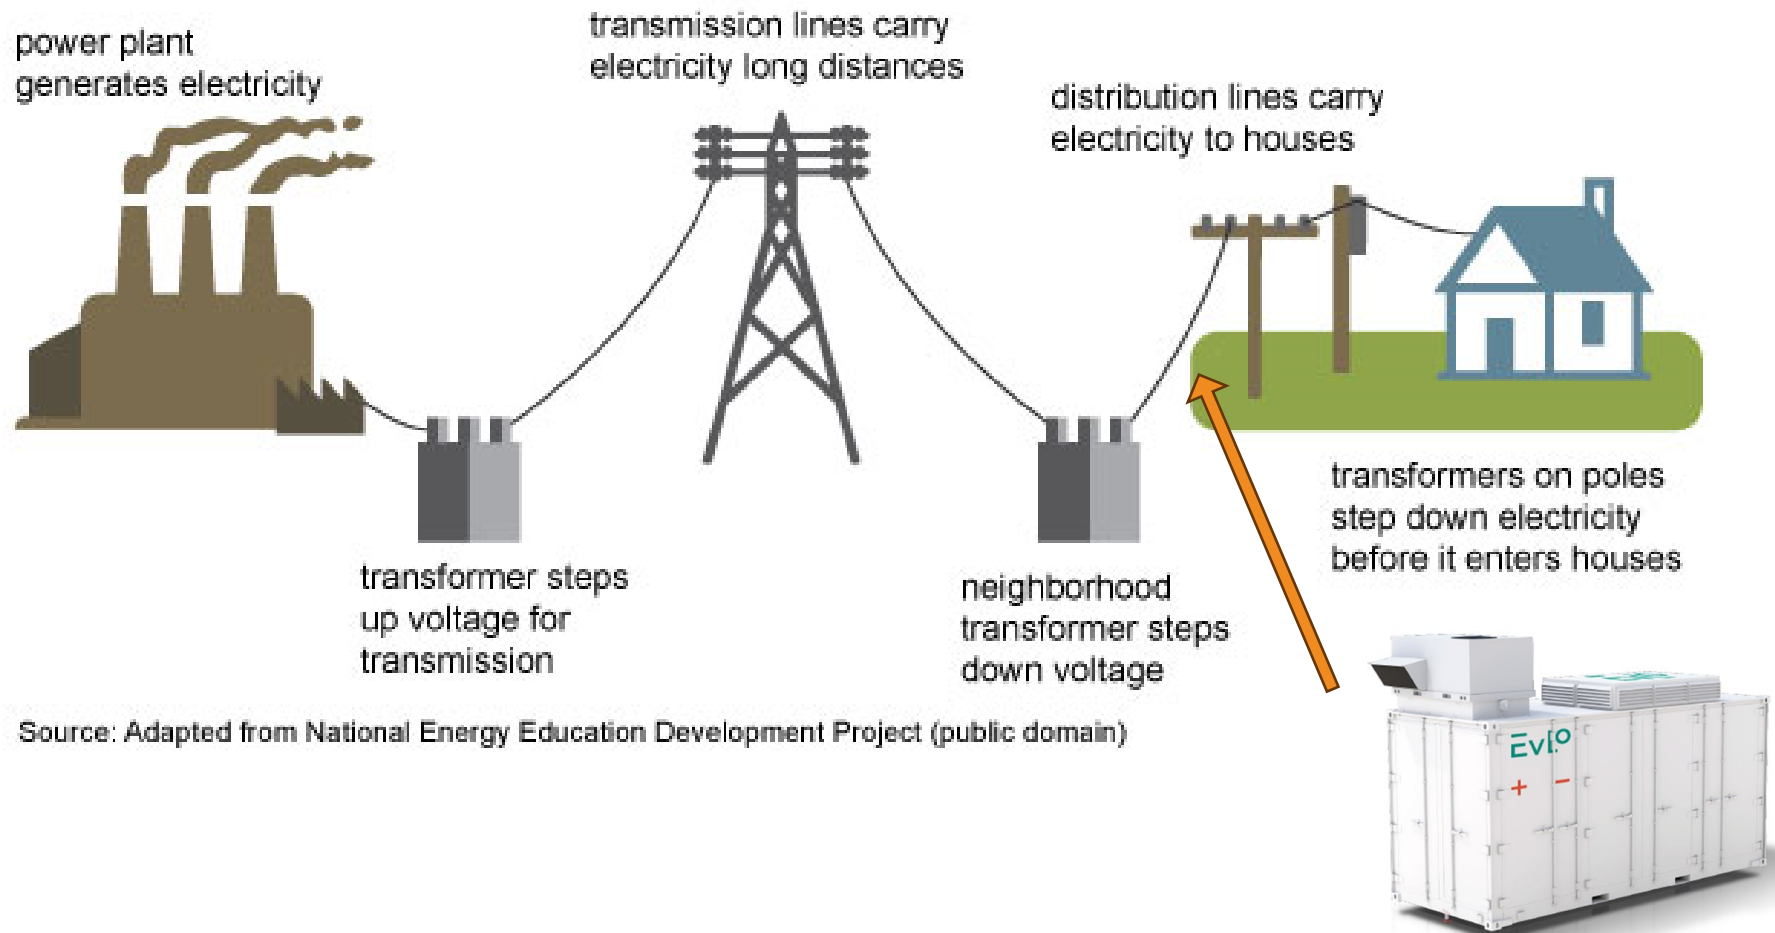 power plant
generates electricity
transmission lines carry
electricity long distances
distribution lines carry
electricity to houses
transformer steps
up voltage for
transmission
neighborhood
transformer steps
down voltage
transformers on poles
step down electricity
before it enters houses
Source: Adapted from National Energy Education Development Project (public domain)
EVLO
+ −